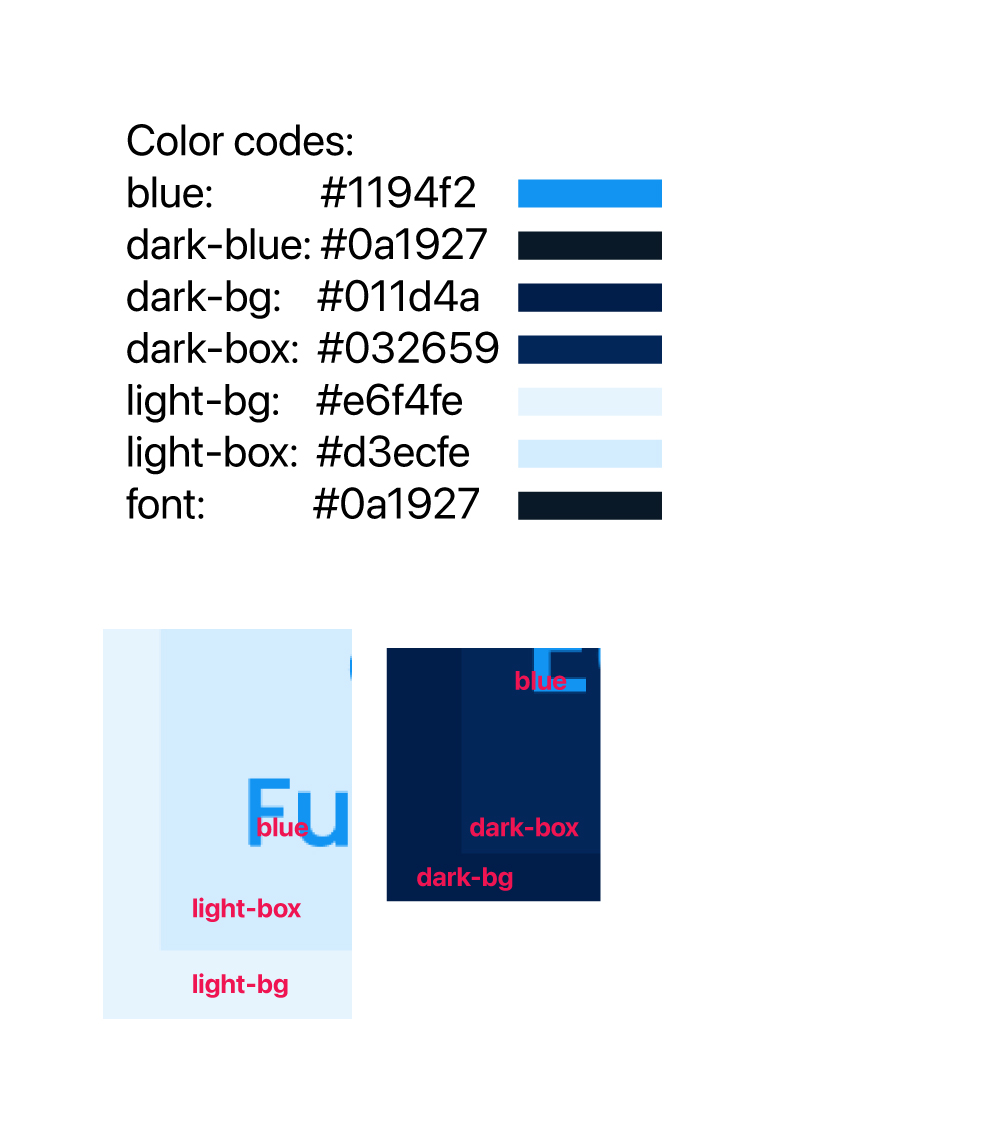 Color codes:
blue: #1194f2
dark-blue: #0a1927
dark-bg: #011d4a
dark-box: #032659
light-bg: #e6f4fe
light-box: #d3ecfe
font: #0a1927
Fu
blue
light-box
light-bg
E
blue
dark-box
dark-bg